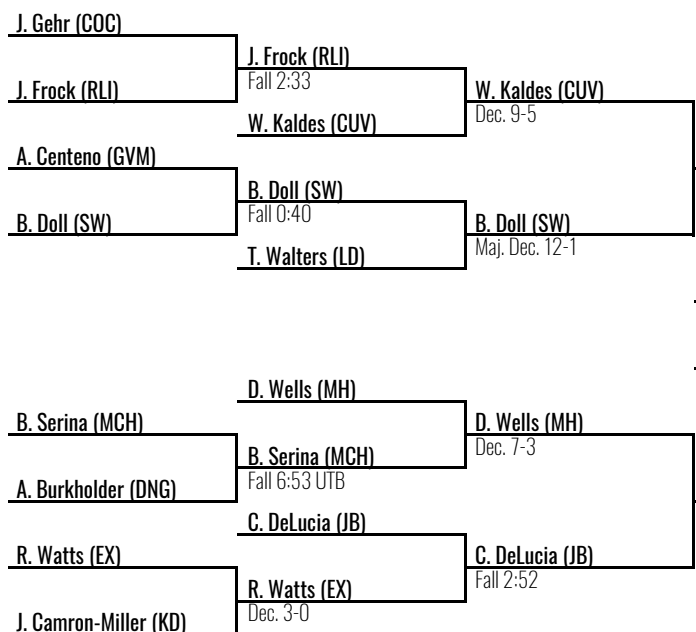 J. Gehr (COC)
J. Frock (RLI)
Fall 2:33
J. Frock (RLI)
W. Kaldes (CUV)
Dec. 9-5
W. Kaldes (CUV)
A. Centeno (GVM)
B. Doll (SW)
Fall 0:40
B. Doll (SW)
B. Doll (SW)
Maj. Dec. 12-1
T. Walters (LD)
D. Wells (MH)
B. Serina (MCH)
D. Wells (MH)
Dec. 7-3
B. Serina (MCH)
Fall 6:53 UTB
A. Burkholder (DNG)
C. DeLucia (JB)
R. Watts (EX)
C. DeLucia (JB)
Fall 2:52
R. Watts (EX)
Dec. 3-0
J. Camron-Miller (KD)